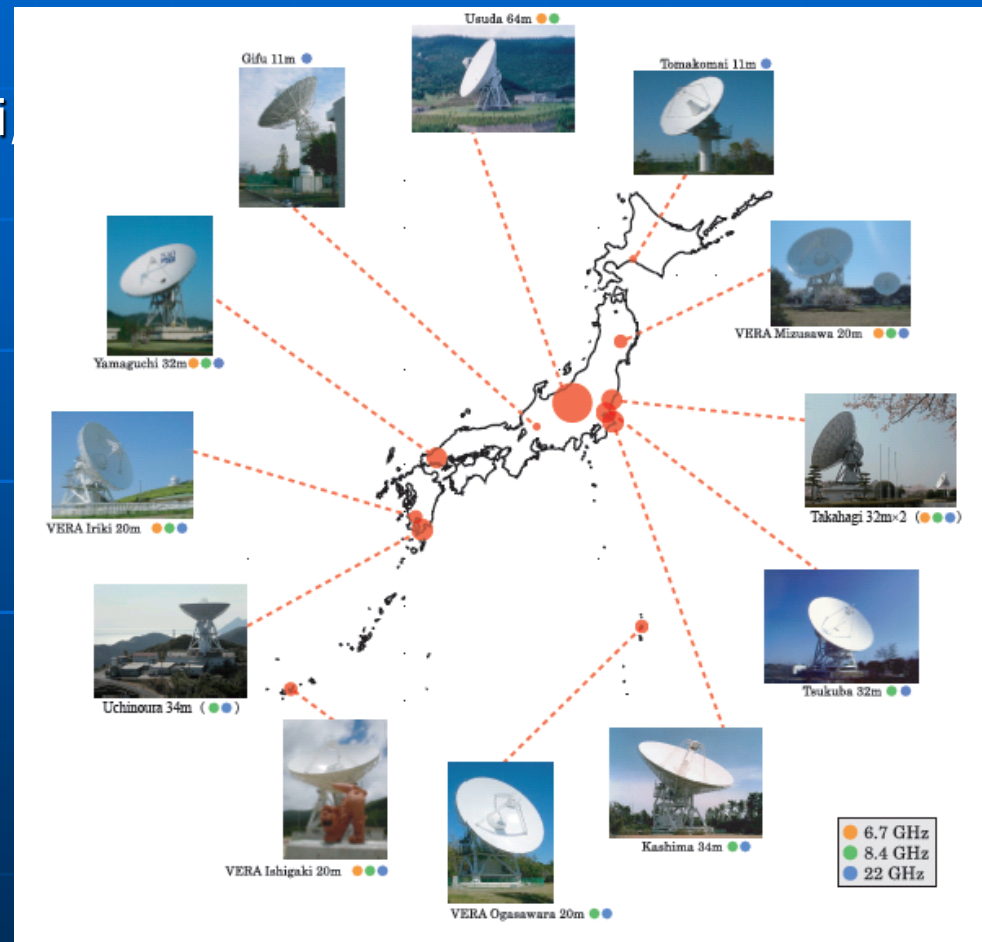 Usuda 64m
Gifu 11m
Tomakomai 11m
i,
VERA Mizusawa 20m
Yamaguchi 32m
Takahagi 32m×2 ( )
VERA Iriki 20m
Tsukuba 32m
Uchinoura 34m ( )
Kashima 34m
6.7 GHz
8.4 GHz
22 GHz
VERA Ishigaki 20m
VERA Ogasawara 20m